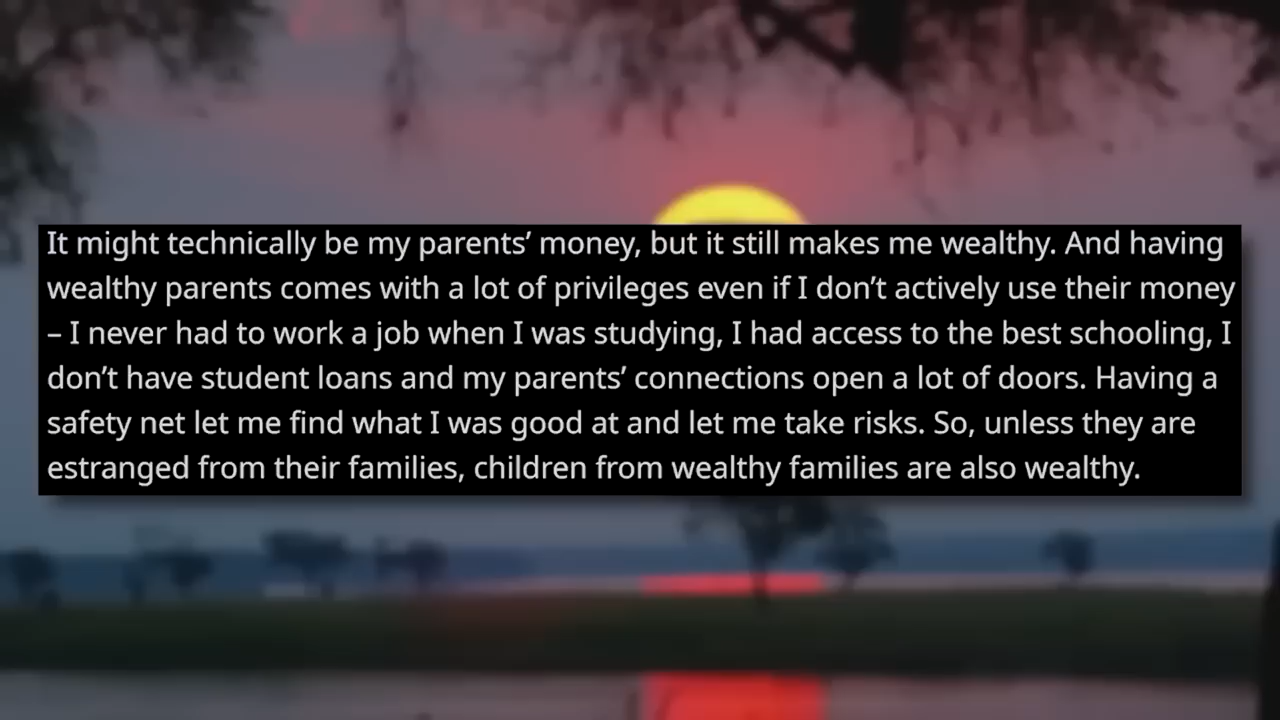 It might technically be my parents’ money, but it still makes me wealthy. And having
wealthy parents comes with a lot of privileges even if I don’t actively use their money
– I never had to work a job when I was studying, I had access to the best schooling, I
don’t have student loans and my parents’ connections open a lot of doors. Having a
safety net let me find what I was good at and let me take risks. So, unless they are
estranged from their families, children from wealthy families are also wealthy.